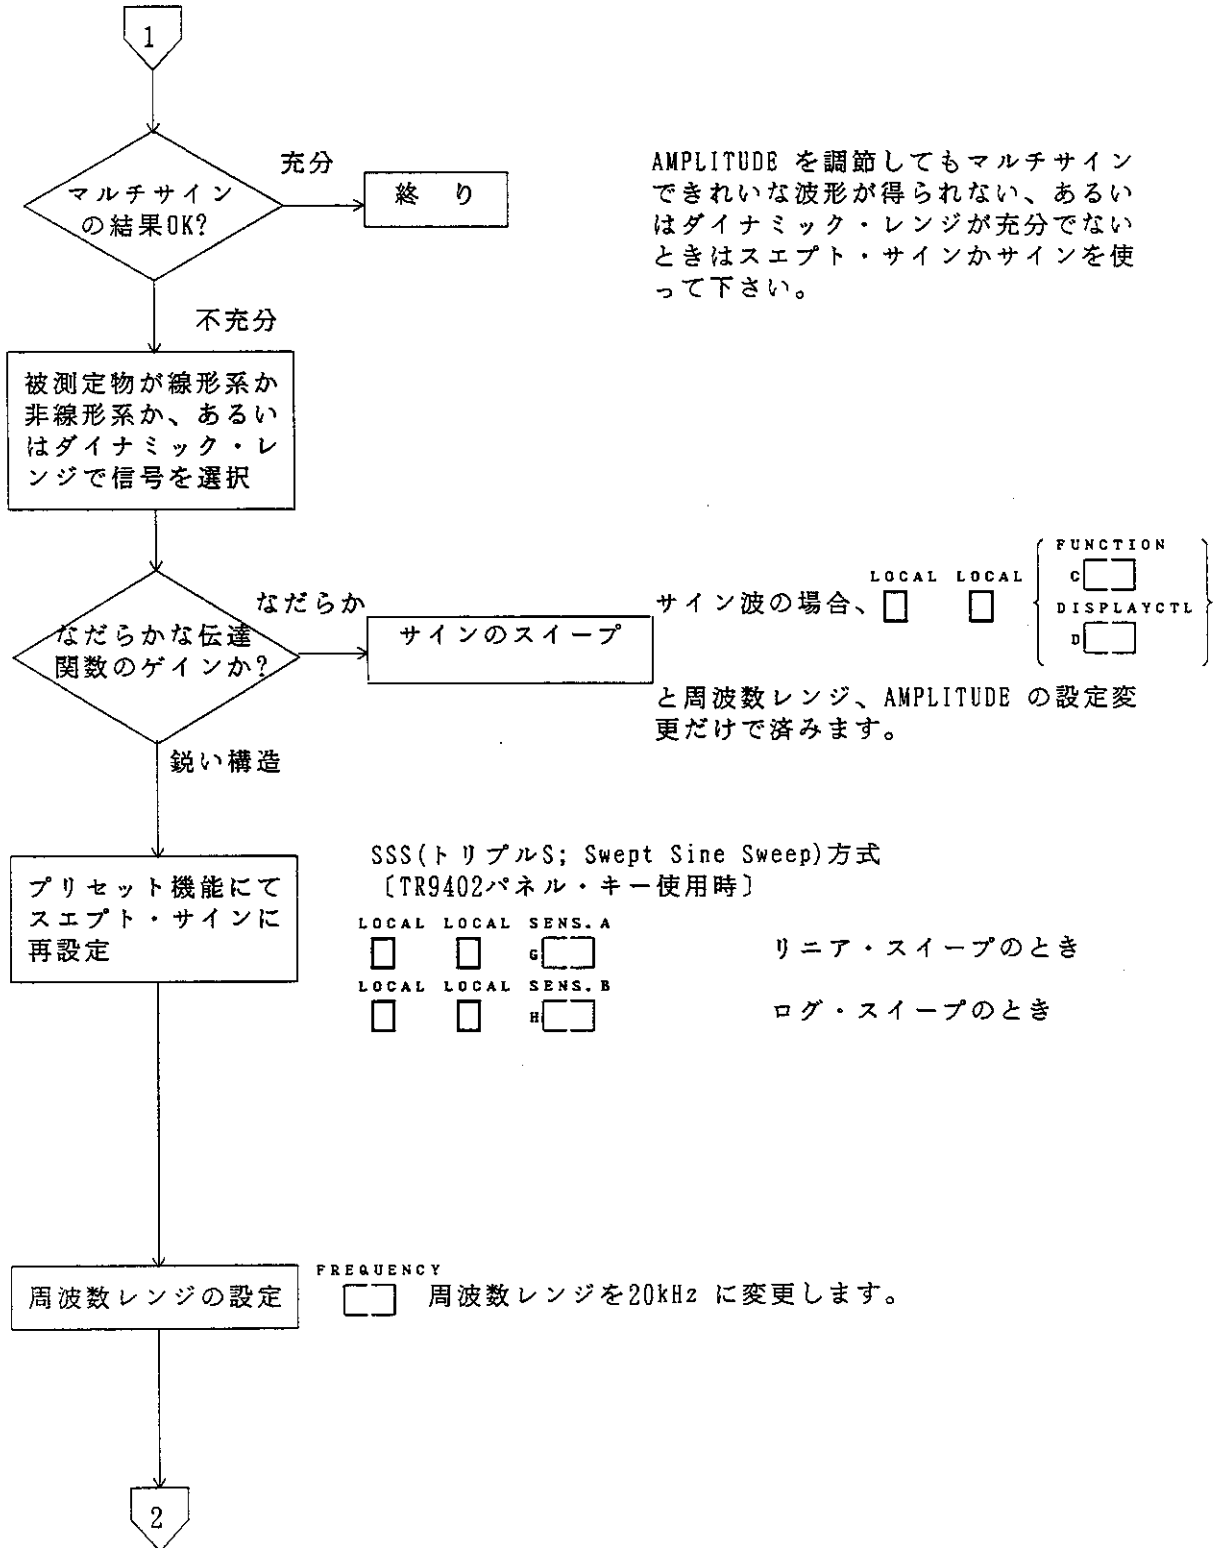 1
マルチサイン
の結果OK?
充分
終 り
AMPLITUDE を調節してもマルチサイン
できれいな波形が得られない、あるい
はダイナミック・レンジが充分でない
ときはスエプト・サインかサインを使
って下さい。
不充分
被測定物が線形系か
非線形系か、あるい
はダイナミック・レ
ンジで信号を選択
なだらかな伝達
関数のゲインか?
なだらか
サインのスイープ
サイン波の場合、
LOCAL LOCAL
FUNCTION
C
DISPLAYCTL
D
と周波数レンジ、AMPLITUDE の設定変
更だけで済みます。
鋭い構造
プリセット機能にて
スエプト・サインに
再設定
SSS(トリプルS; Swept Sine Sweep)方式
〔TR9402パネル・キー使用時〕
LOCAL LOCAL SENS. A
G
リニア・スイープのとき
LOCAL LOCAL SENS. B
H
ログ・スイープのとき
周波数レンジの設定
FREQUENCY
周波数レンジを20kHz に変更します。
2